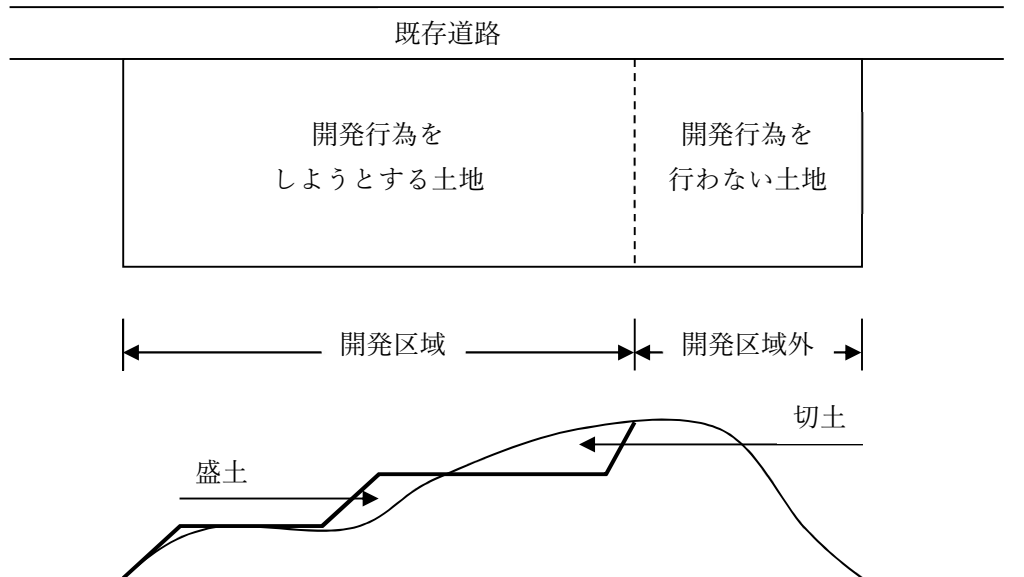 既存道路
開発行為を
しようとする土地
開発行為を
行わない土地
開発区域
開発区域外
切土
盛土